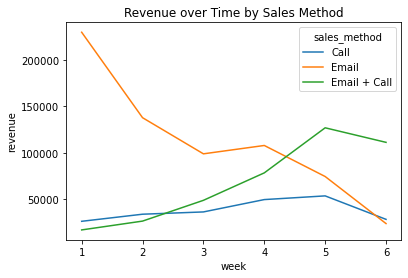 Revenue over Time by Sales Method
sales_method
Call
Email
Email + Call
revenue
200000
150000
100000
50000
1 2 3 4 5 6
week